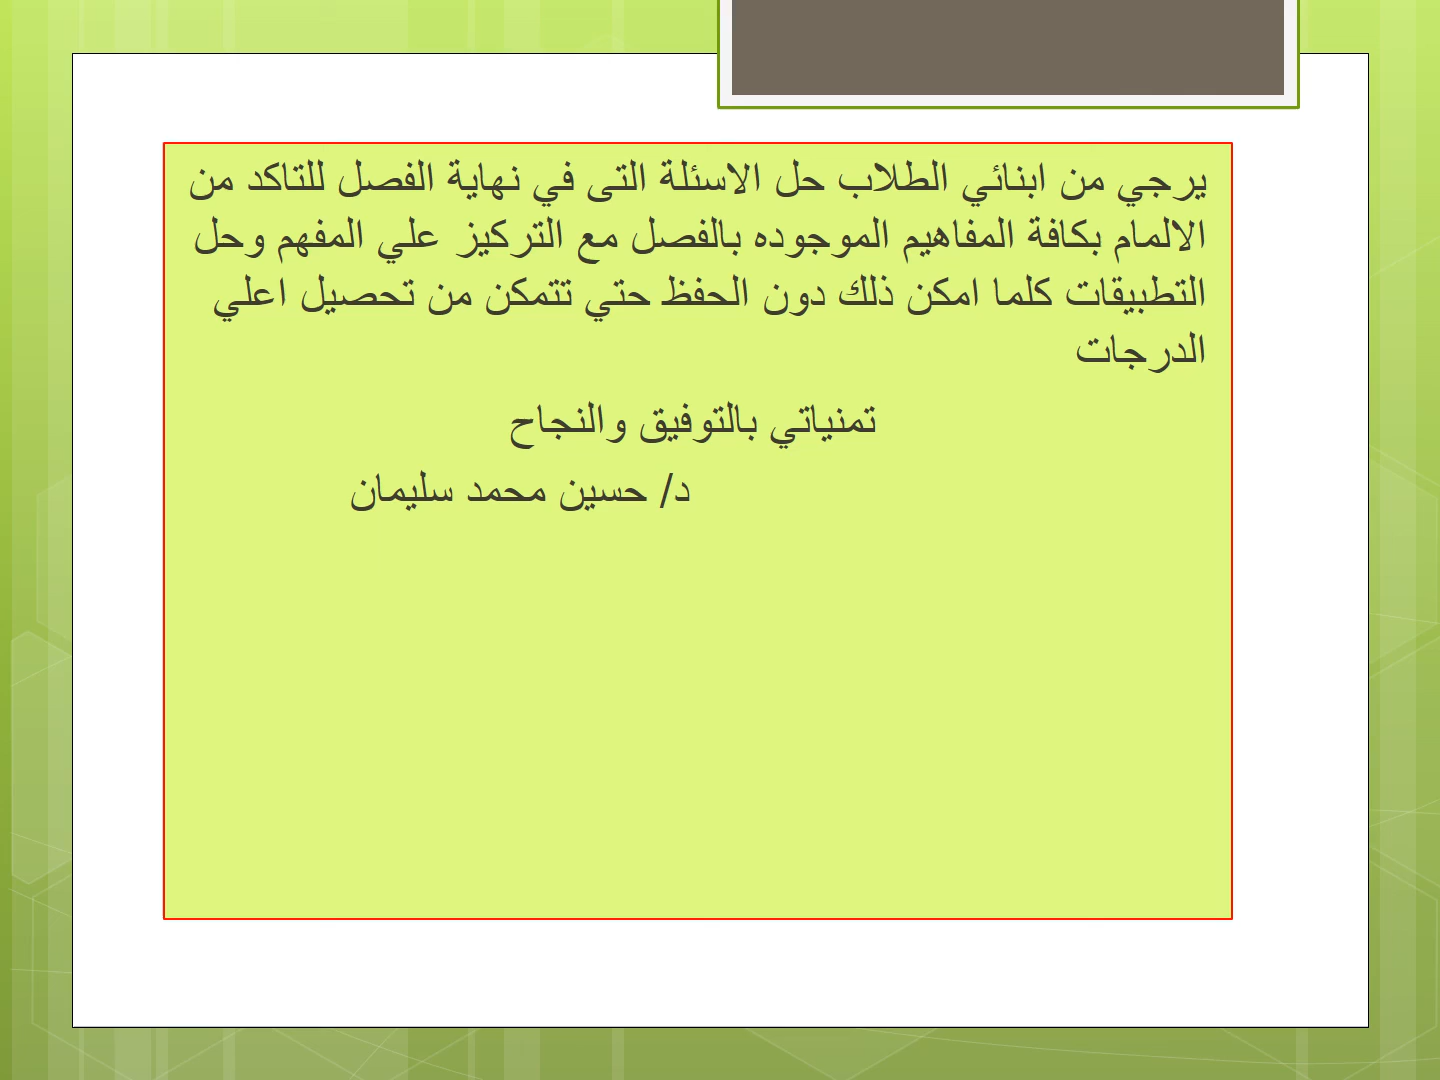 يرجي من ابنائي الطلاب حل الاسئلة التى في نهاية الفصل للتاكد من
الالمام بكافة المفاهيم الموجوده بالفصل مع التركيز علي المفهم وحل
التطبيقات كلما امكن ذلك دون الحفظ حتي تتمكن من تحصيل اعلي
الدرجات
تمنياتي بالتوفيق والنجاح
د/ حسين محمد سليمان